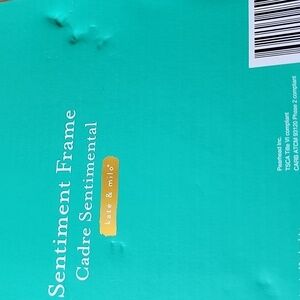 Sentiment Frame
Cadre Sentimental
kate & milo
Pearhead Inc.
TSCA Title VI compliant
CARB ATCM 93120 Phase 2 compliant